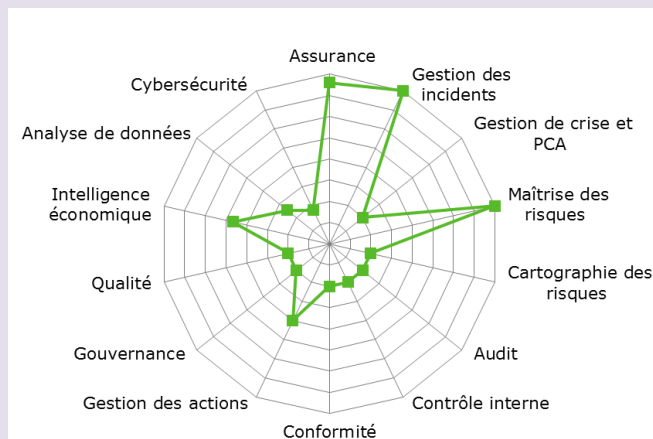 Assurance
Gestion des
incidents
Gestion de crise et
PCA
Maîtrise des
risques
Cartographie des
risques
Audit
Contrôle interne
Conformité
Gestion des actions
Gouvernance
Qualité
Intelligence
économique
Analyse de données
Cybersécurité